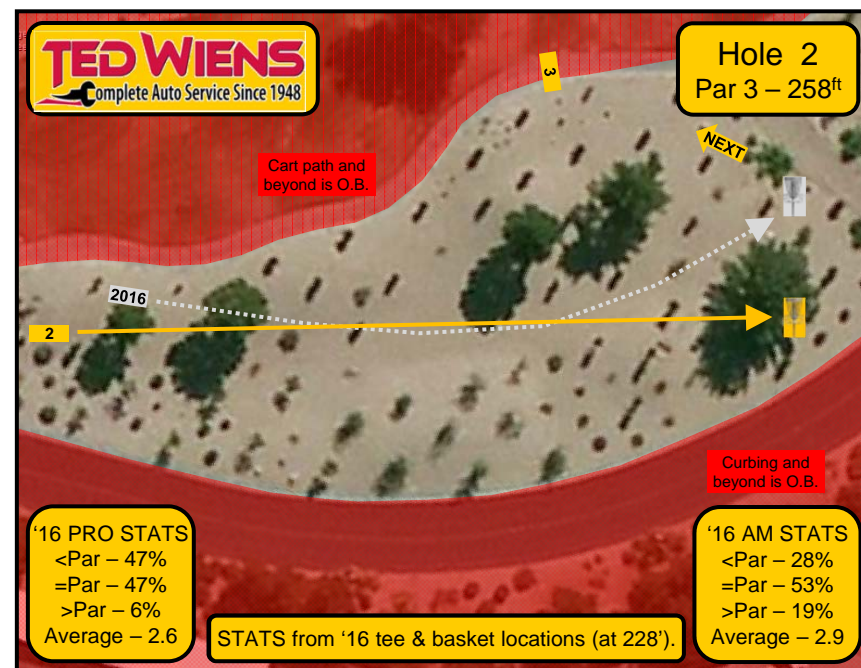 TED WIENS
Complete Auto Service Since 1948
Hole 2
Par 3 – 258ft
3
NEXT
Cart path and
beyond is O.B.
2016
2
Curbing and
beyond is O.B.
‘16 PRO STATS
<Par – 47%
=Par – 47%
>Par – 6%
Average – 2.6
STATS from ‘16 tee & basket locations (at 228’).
‘16 AM STATS
<Par – 28%
=Par – 53%
>Par – 19%
Average – 2.9